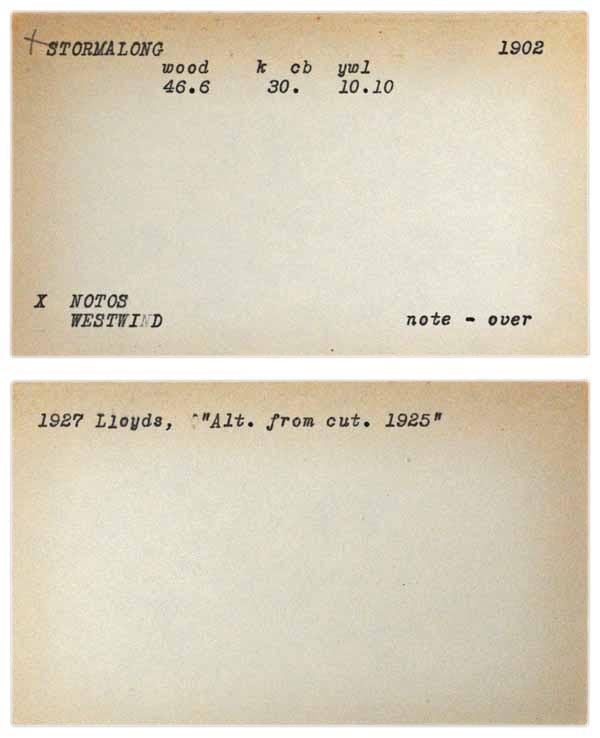 STORMALONG 1902
wood k cb ywl
46.6 30. 10.10
X NOTOS
WESTWIND note - over
1927 Lloyds, "Alt. from cut. 1925"